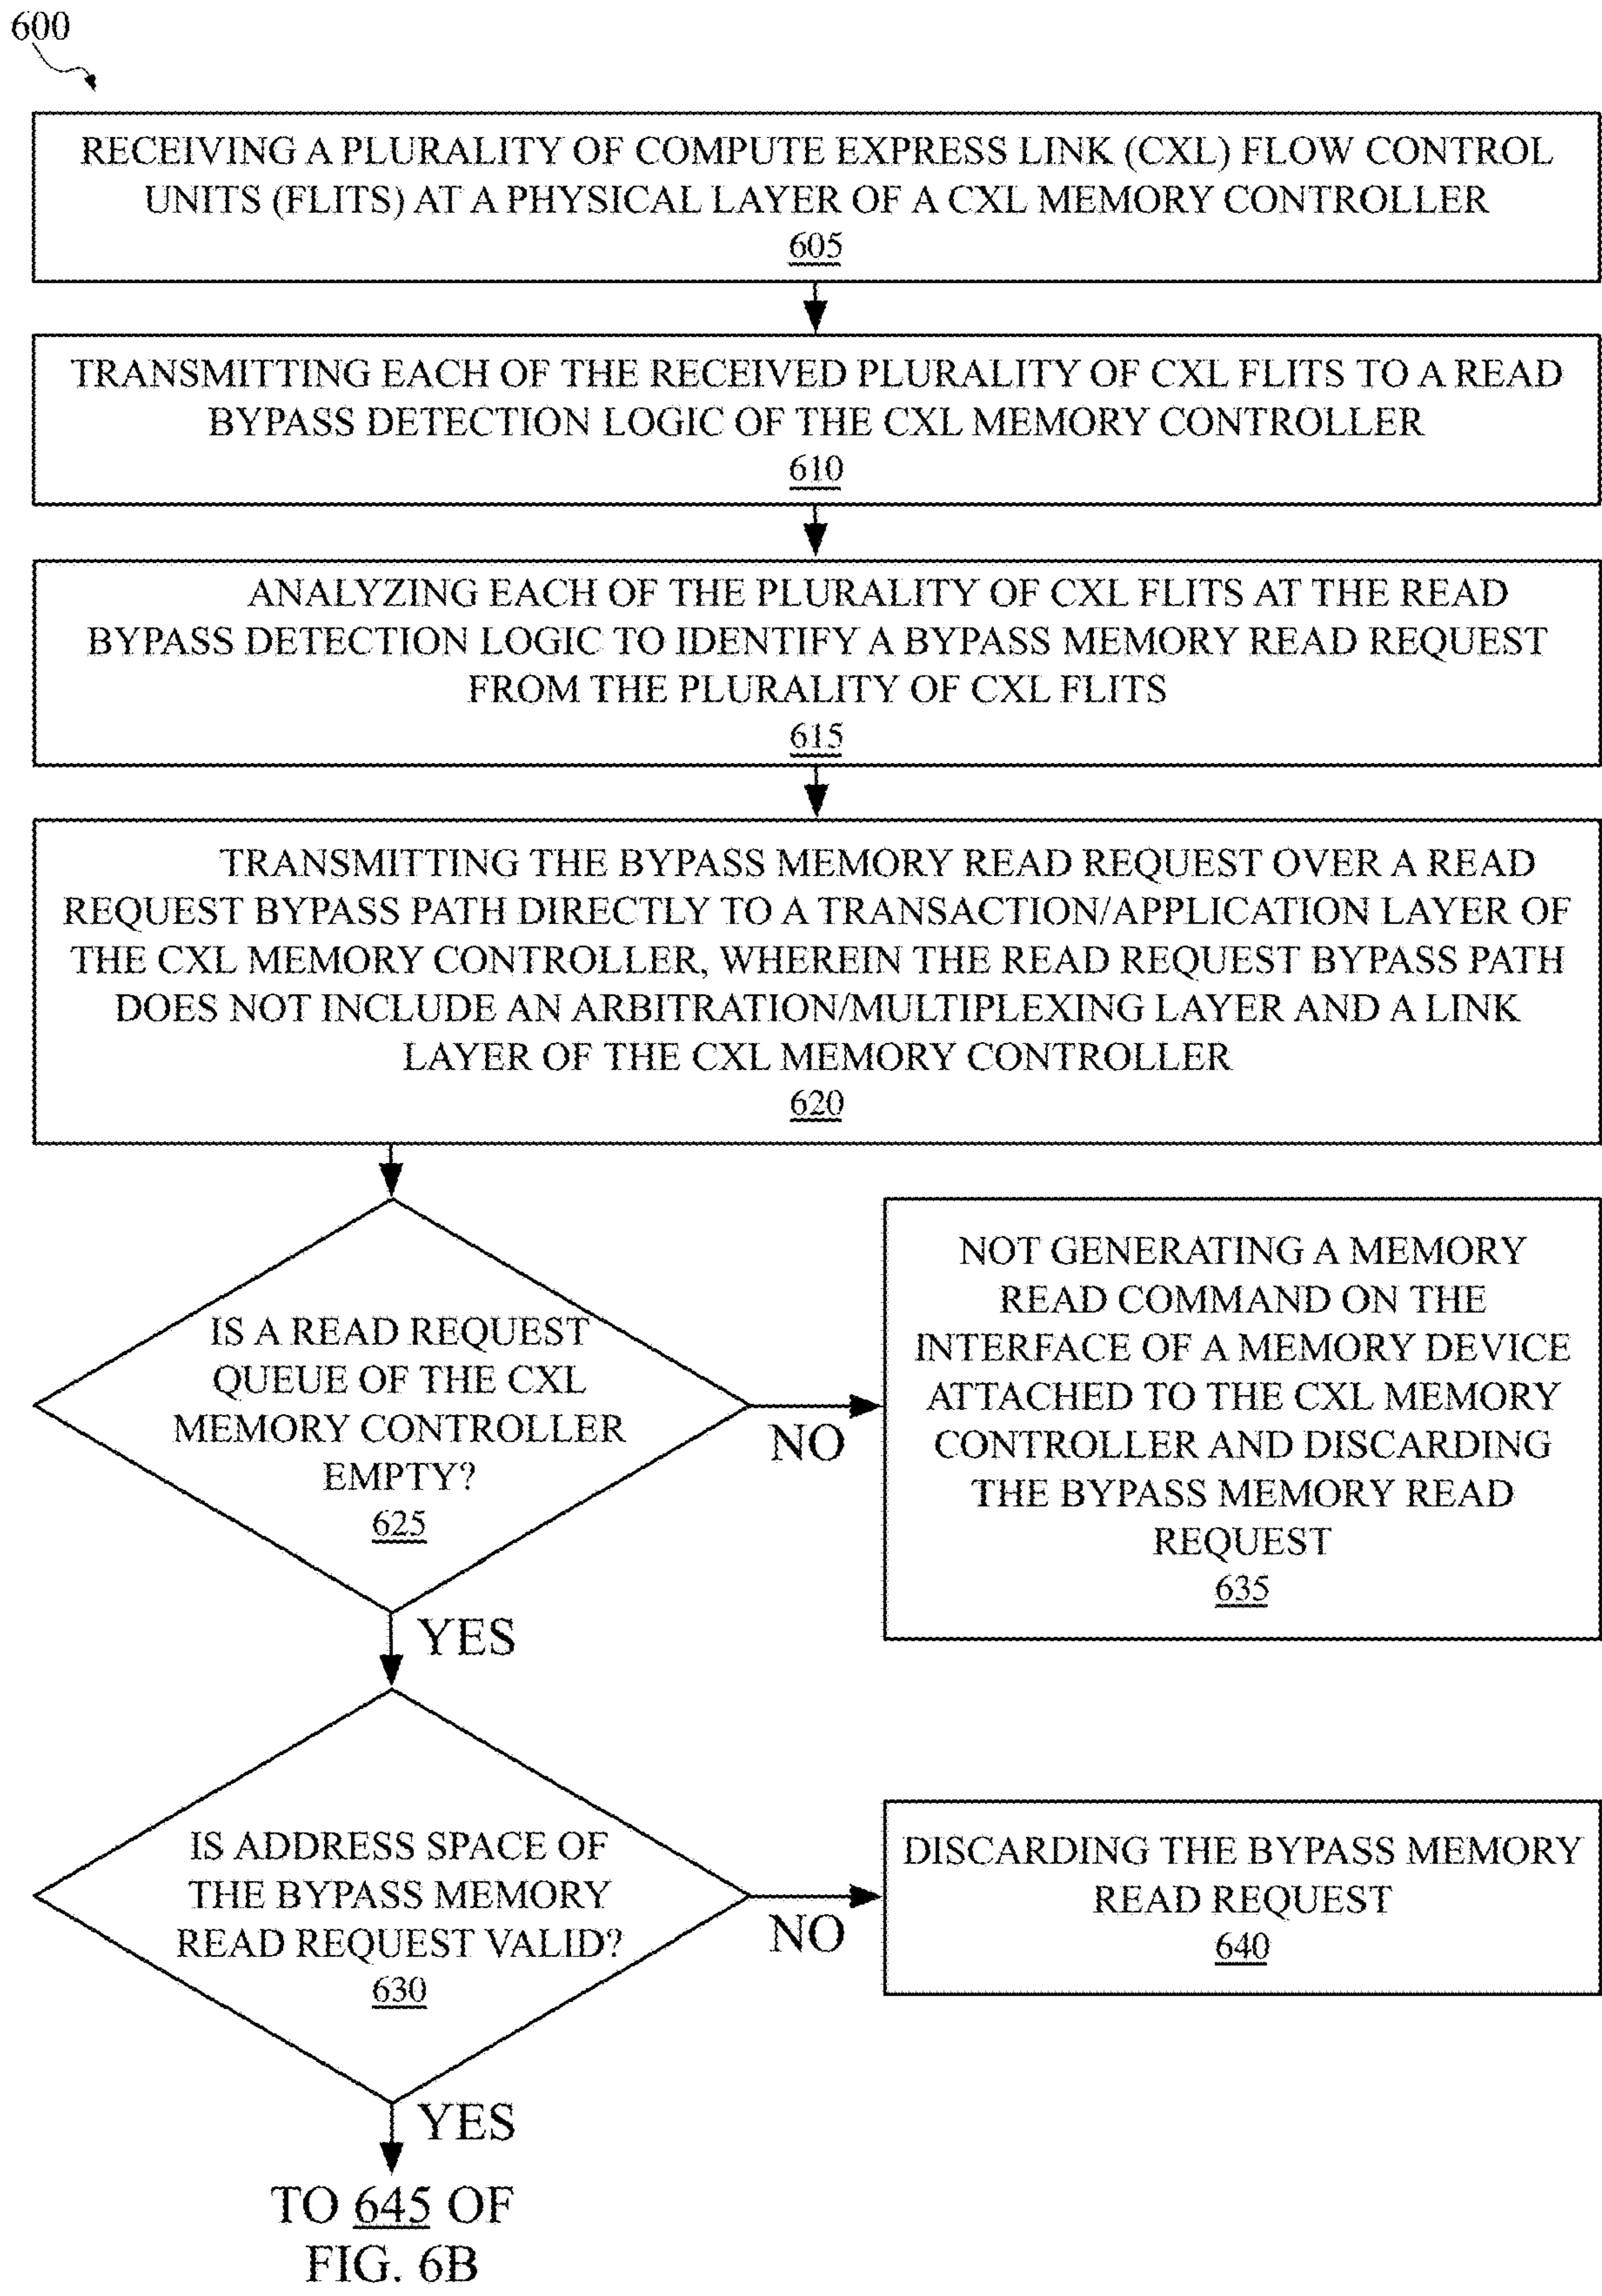 600
RECEIVING A PLURALITY OF COMPUTE EXPRESS LINK (CXL) FLOW CONTROL
UNITS (FLITS) AT A PHYSICAL LAYER OF A CXL MEMORY CONTROLLER
605
TRANSMITTING EACH OF THE RECEIVED PLURALITY OF CXL FLITS TO A READ
BYPASS DETECTION LOGIC OF THE CXL MEMORY CONTROLLER
610
ANALYZING EACH OF THE PLURALITY OF CXL FLITS AT THE READ
BYPASS DETECTION LOGIC TO IDENTIFY A BYPASS MEMORY READ REQUEST
FROM THE PLURALITY OF CXL FLITS
615
TRANSMITTING THE BYPASS MEMORY READ REQUEST OVER A READ
REQUEST BYPASS PATH DIRECTLY TO A TRANSACTION/APPLICATION LAYER OF
THE CXL MEMORY CONTROLLER, WHEREIN THE READ REQUEST BYPASS PATH
DOES NOT INCLUDE AN ARBITRATION/MULTIPLEXING LAYER AND A LINK
LAYER OF THE CXL MEMORY CONTROLLER
620
IS A READ REQUEST
QUEUE OF THE CXL
MEMORY CONTROLLER
EMPTY?
625
NO
NOT GENERATING A MEMORY
READ COMMAND ON THE
INTERFACE OF A MEMORY DEVICE
ATTACHED TO THE CXL MEMORY
CONTROLLER AND DISCARDING
THE BYPASS MEMORY READ
REQUEST
635
YES
IS ADDRESS SPACE OF
THE BYPASS MEMORY
READ REQUEST VALID?
630
NO
DISCARDING THE BYPASS MEMORY
READ REQUEST
640
YES
TO 645 OF
FIG. 6B